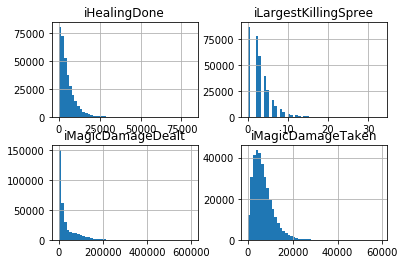 iHealingDone
75000
50000
25000
0
0 25000 50000 75000
iLargestKillingSpree
75000
50000
25000
0
0 10 20 30
iMagicDamageDealt
150000
100000
50000
0
0 200000 400000 600000
iMagicDamageTaken
40000
20000
0
0 20000 40000 60000